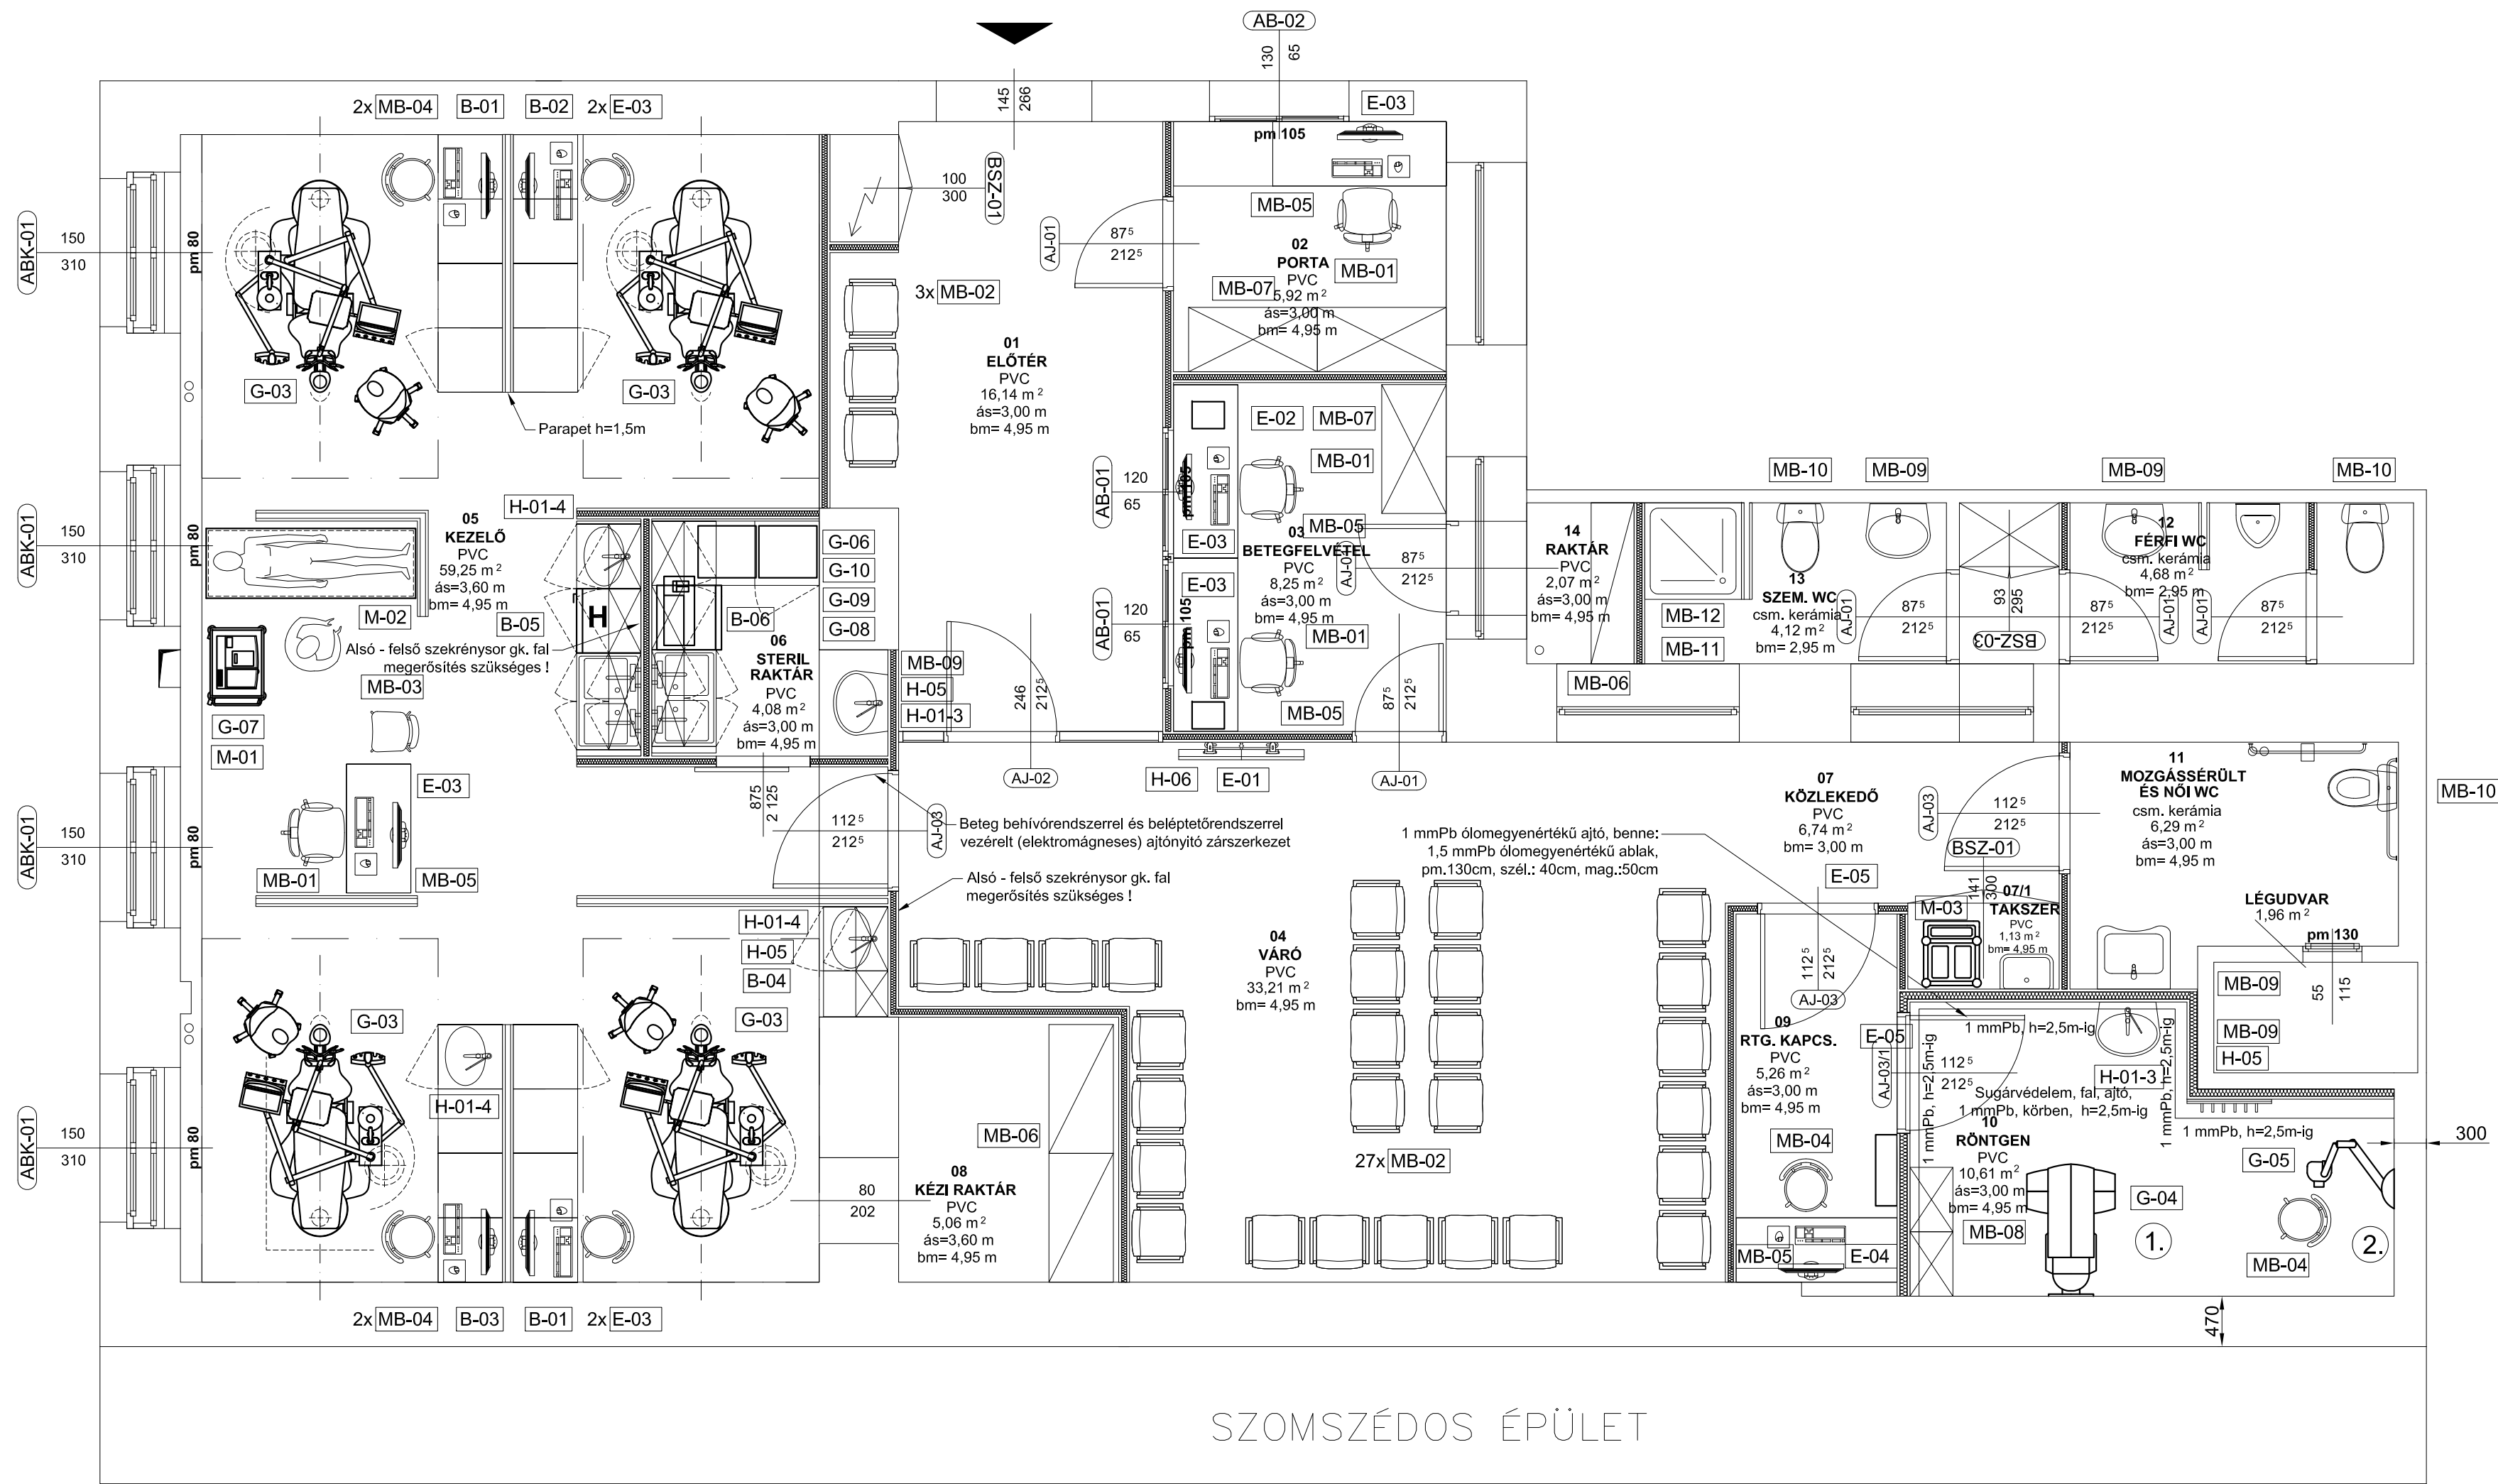 AB-02
130
65
2x MB-04
B-01
B-02
2x E-03
145
266
E-03
pm 105
ABK-01
150
310
pm 80
100
300
BSZ-01
AJ-01
87⁵
212⁵
MB-05
02
PORTA
PVC
5,92 m²
ás=3,00 m
bm= 4,95 m
MB-01
MB-07
3x MB-02
01
ELŐTÉR
PVC
16,14 m²
ás=3,00 m
bm= 4,95 m
G-03
G-03
Parapet h=1,5m
E-02
MB-07
MB-01
AB-01
120
65
pm 105
MB-05
E-03
03
BETEGFELVÉTEL
PVC
8,25 m²
ás=3,00 m
bm= 4,95 m
E-03
AB-01
120
65
pm 105
MB-01
MB-05
AJ-01
87⁵
212⁵
14
RAKTÁR
PVC
2,07 m²
ás=3,00 m
bm= 4,95 m
MB-10
MB-09
MB-09
MB-10
MB-12
MB-11
MB-06
13
SZEM. WC
csm. kerámia
4,12 m²
bm= 2,95 m
AJ-01
87⁵
212⁵
93
295
BSZ-03
12
FÉRFI WC
csm. kerámia
4,68 m²
bm= 2,95 m
87⁵
212⁵
AJ-01
AJ-01
87⁵
212⁵
ABK-01
150
310
pm 80
H-01-4
05
KEZELŐ
PVC
59,25 m²
ás=3,60 m
bm= 4,95 m
M-02
B-05
H
B-06
Alsó - felső szekrénysor gk. fal
megerősítés szükséges !
G-06
G-10
G-09
G-08
06
STERIL
RAKTÁR
PVC
4,08 m²
ás=3,00 m
bm= 4,95 m
MB-09
H-05
H-01-3
MB-03
G-07
M-01
246
212⁵
AJ-02
87⁵
212⁵
AJ-01
H-06
E-01
875
2 125
112⁵
212⁵
AJ-03
Beteg behívórendszerrel és beléptetőrendszerrel
vezérelt (elektromágneses) ajtónyitó zárszerkezet
Alsó - felső szekrénysor gk. fal
megerősítés szükséges !
ABK-01
150
310
pm 80
E-03
MB-01
MB-05
07
KÖZLEKEDŐ
PVC
6,74 m²
bm= 3,00 m
1 mmPb ólomegyenértékű ajtó, benne:
1,5 mmPb ólomegyenértékű ablak,
pm.130cm, szél.: 40cm, mag.:50cm
AJ-03
112⁵
212⁵
BSZ-01
141
300
11
MOZGÁSSÉRÜLT
ÉS NŐI WC
csm. kerámia
6,29 m²
ás=3,00 m
bm= 4,95 m
MB-10
E-05
M-03
07/1
TAKSZER
PVC
1,13 m²
bm= 4,95 m
LÉGUDVAR
1,96 m²
pm 130
55
115
MB-09
MB-09
H-05
H-01-4
H-05
B-04
04
VÁRÓ
PVC
33,21 m²
bm= 4,95 m
112⁵
212⁵
AJ-03
G-03
G-03
H-01-4
09
RTG. KAPCS.
PVC
5,26 m²
ás=3,00 m
bm= 4,95 m
E-05
AJ-03/1
112⁵
212⁵
1 mmPb, h=2,5m-ig
1 mmPb, h=2,5m-ig
1 mmPb, h=2,5m-ig
1 mmPb, h=2,5m-ig
H-01-3
Sugárvédelem, fal, ajtó,
1 mmPb, körben, h=2,5m-ig
10
RÖNTGEN
PVC
10,61 m²
ás=3,00 m
bm= 4,95 m
G-05
G-04
MB-08
1.
2.
MB-04
300
ABK-01
150
310
pm 80
MB-06
08
KÉZI RAKTÁR
PVC
5,06 m²
ás=3,60 m
bm= 4,95 m
80
202
27x MB-02
MB-04
MB-05
E-04
2x MB-04
B-03
B-01
2x E-03
470
SZOMSZÉDOS ÉPÜLET